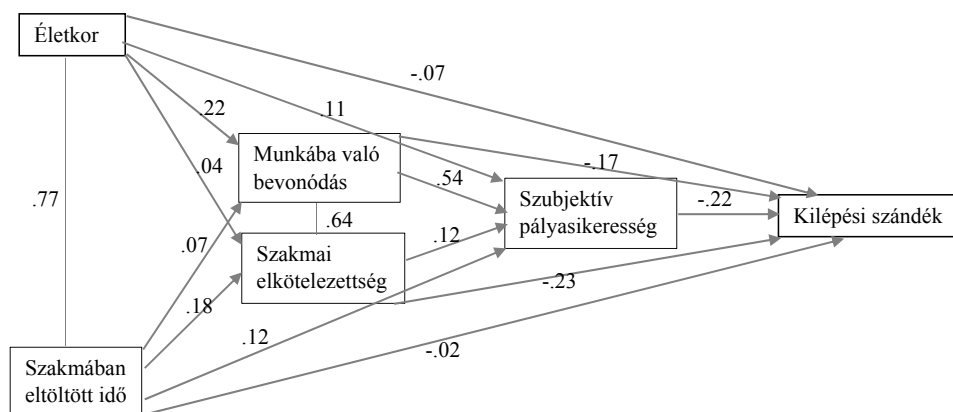 Életkor
-.07
.22
.11
Munkába való
bevonódás
-.17
.04
.54
.77
Szubjektív
pályasikeresség
-.22
Kilépési szándék
.64
.07
.12
Szakmai
elkötelezettség
-.23
.18
.12
-.02
Szakmában
eltöltött idő